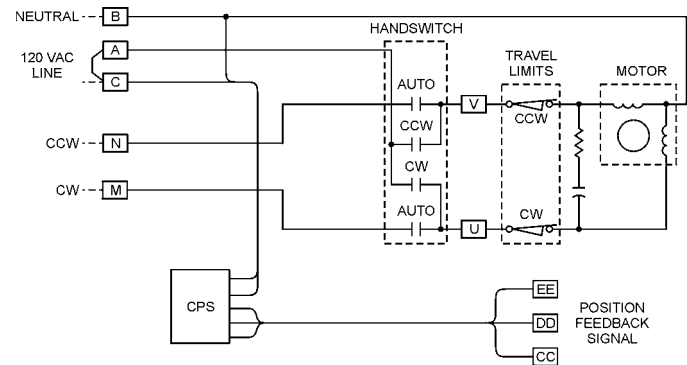 NEUTRAL
B
HANDSWITCH
A
120 VAC
LINE
C
TRAVEL
LIMITS
MOTOR
AUTO
V
CCW
CCW
N
CCW
CW
CW
M
AUTO
CW
U
CPS
EE
DD
CC
POSITION
FEEDBACK
SIGNAL